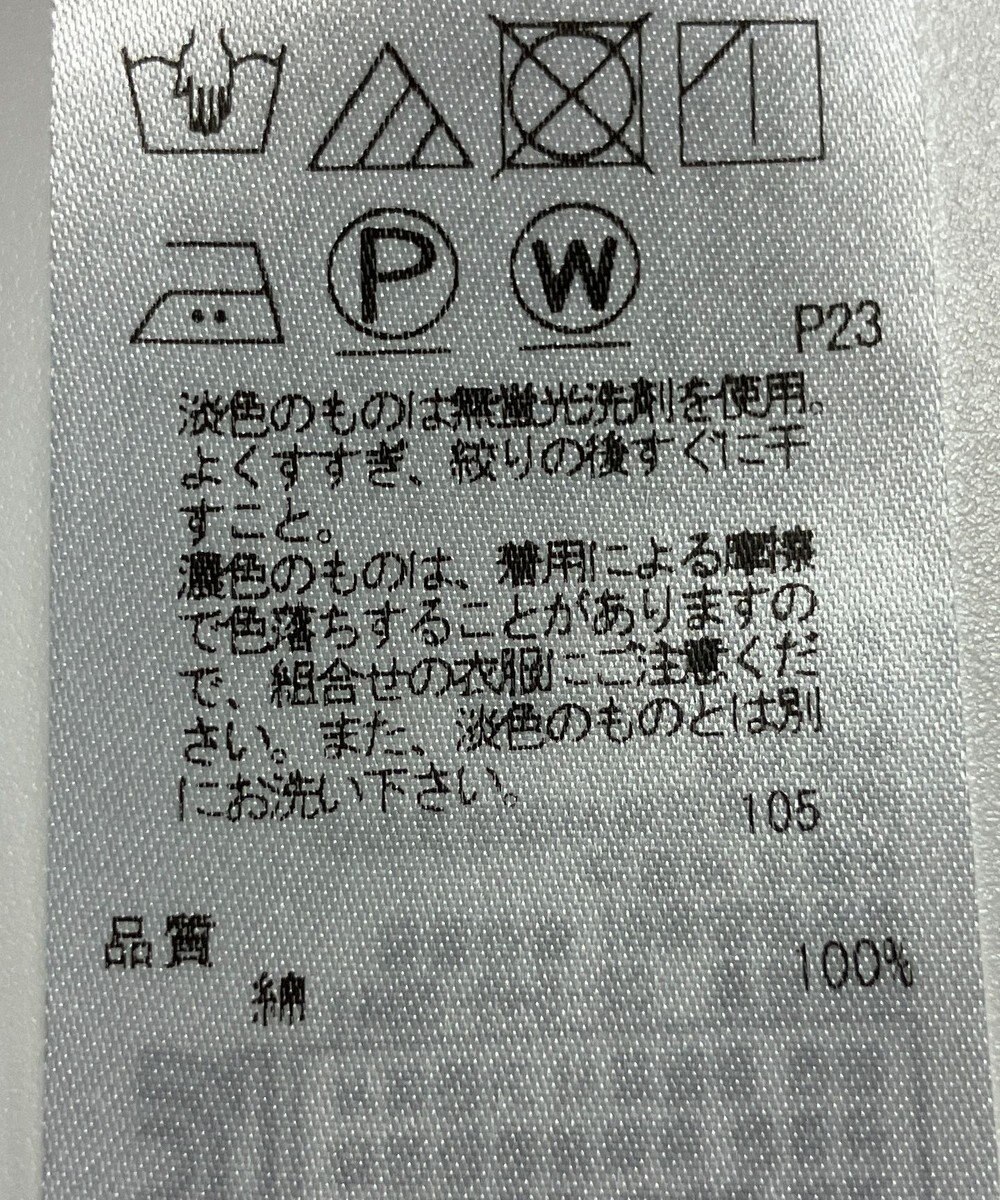 P
W
P23
淡色のものは無蛍光洗剤を使用。
よくすすぎ、絞りの後すぐに干
すこと。
濃色のものは、着用による摩擦
で色落ちすることがありますの
で、組合せの衣服にご注意くだ
さい。また、淡色のものとは別
にお洗い下さい。
105
品質
綿 100%